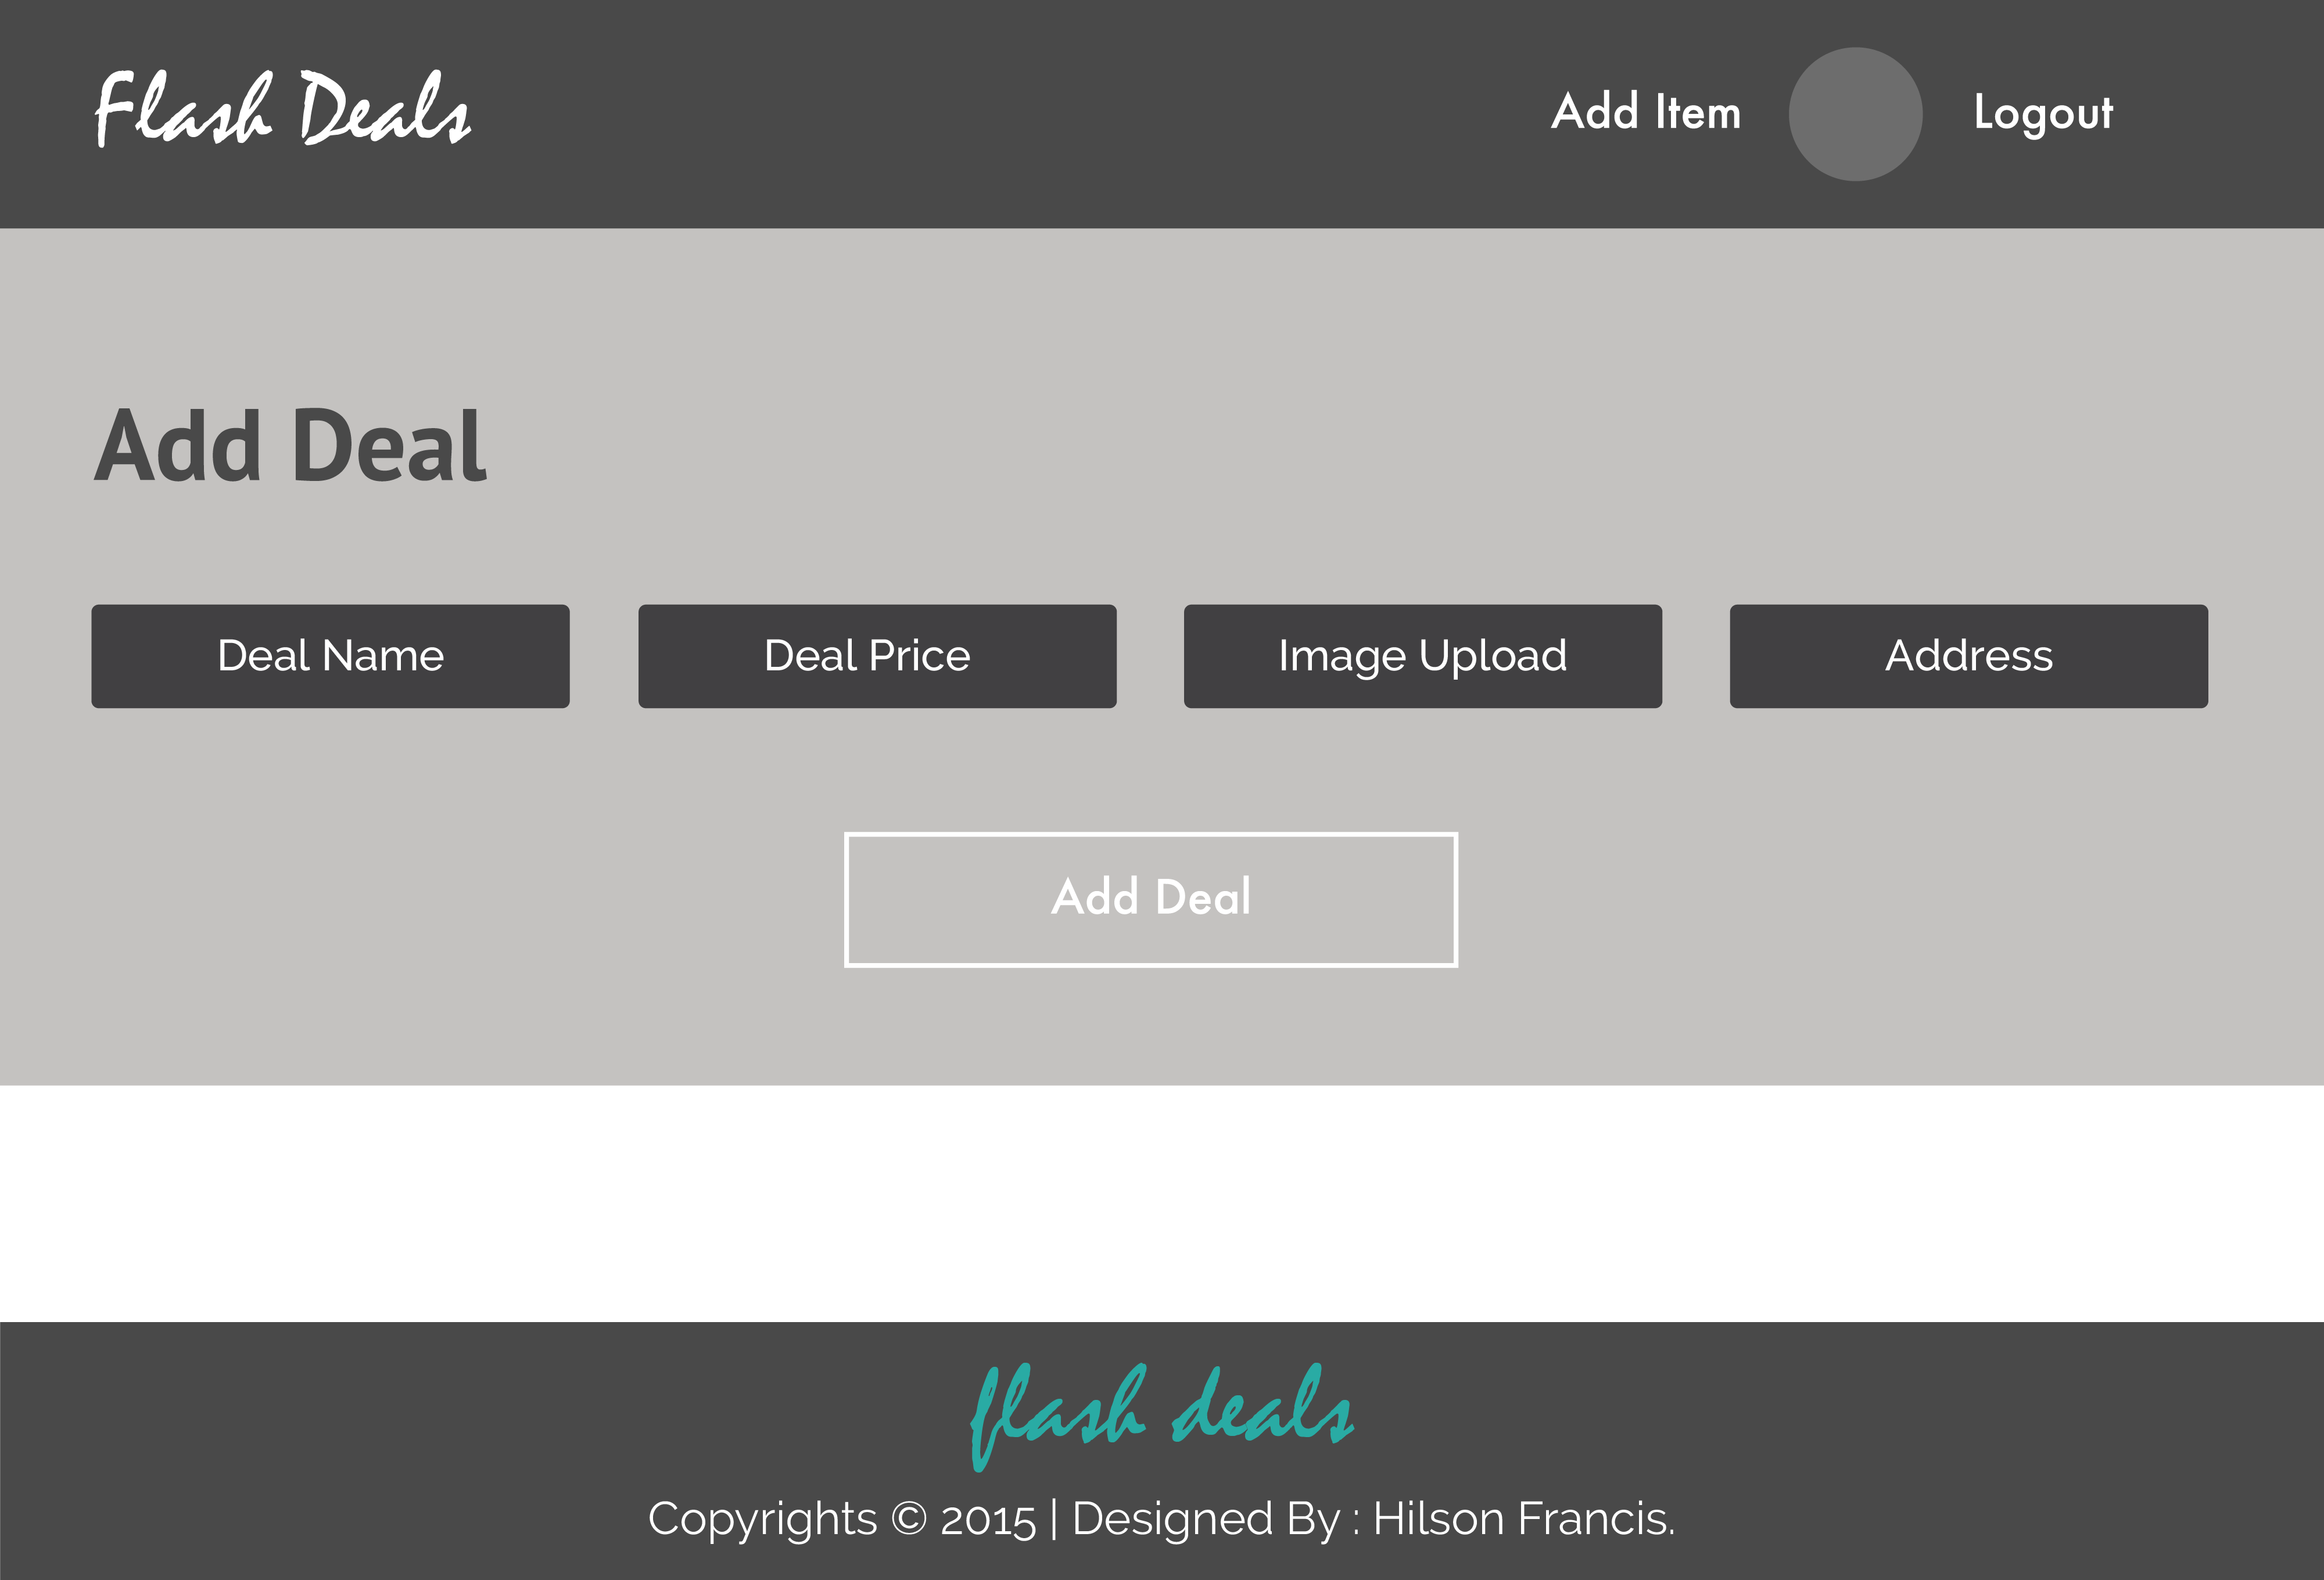 Flash Deals
Add Item
Logout
Add Deal
Deal Name
Deal Price
Image Upload
Address
Add Deal
flash deals
Copyrights © 2015 | Designed By : Hilson Francis.